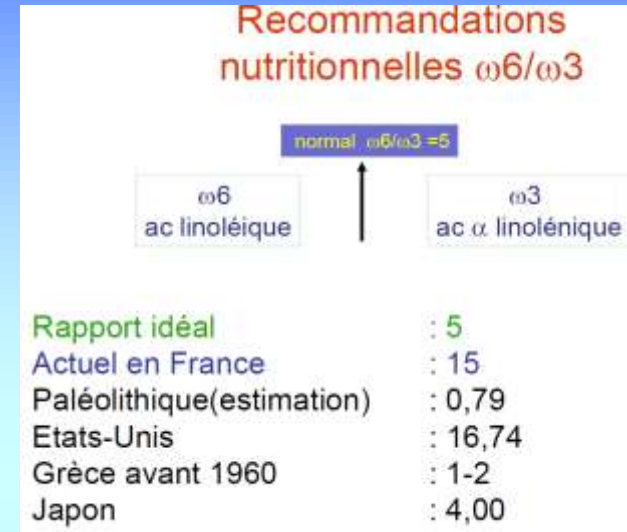 Recommandations
nutritionnelles ω6/ω3
normal ω6/ω3 =5
ω6
ac linoléique
ω3
ac α linolénique
Rapport idéal : 5
Actuel en France : 15
Paléolithique(estimation) : 0,79
Etats-Unis : 16,74
Grèce avant 1960 : 1-2
Japon : 4,00